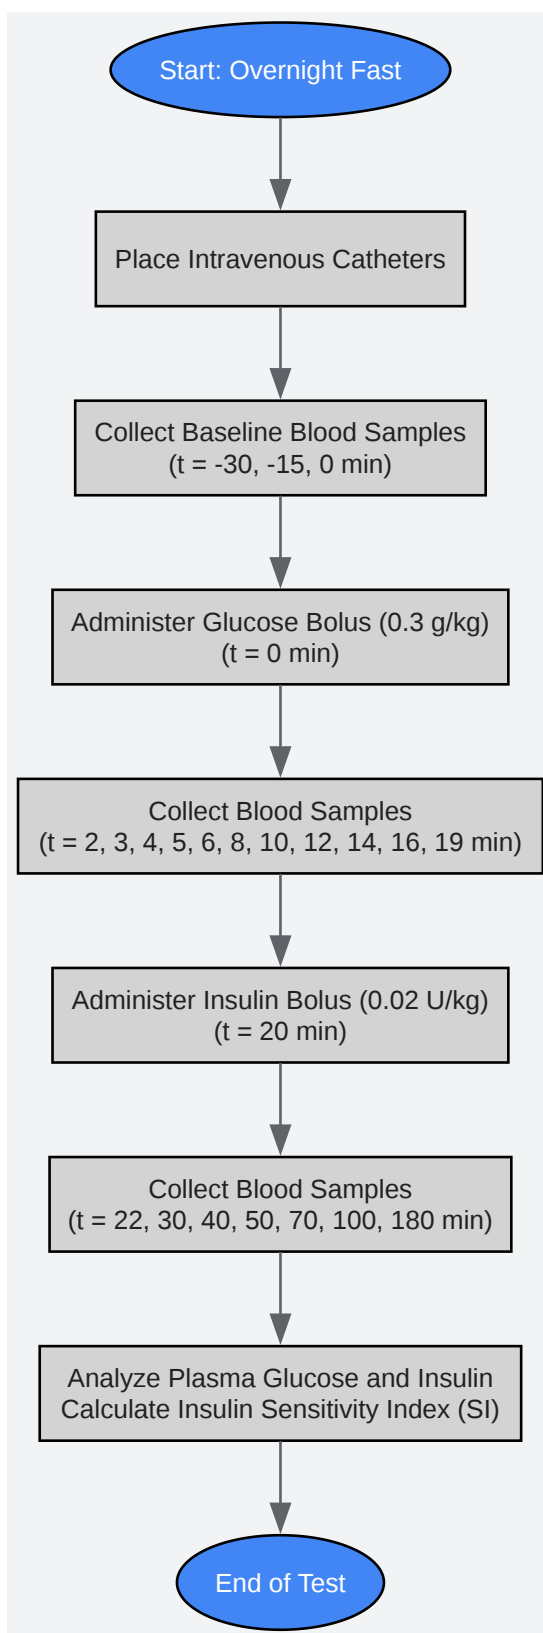 Start: Overnight Fast
Place Intravenous Catheters
Collect Baseline Blood Samples
(t = -30, -15, 0 min)
Administer Glucose Bolus (0.3 g/kg)
(t = 0 min)
Collect Blood Samples
(t = 2, 3, 4, 5, 6, 8, 10, 12, 14, 16, 19 min)
Administer Insulin Bolus (0.02 U/kg)
(t = 20 min)
Collect Blood Samples
(t = 22, 30, 40, 50, 70, 100, 180 min)
Analyze Plasma Glucose and Insulin
Calculate Insulin Sensitivity Index (SI)
End of Test